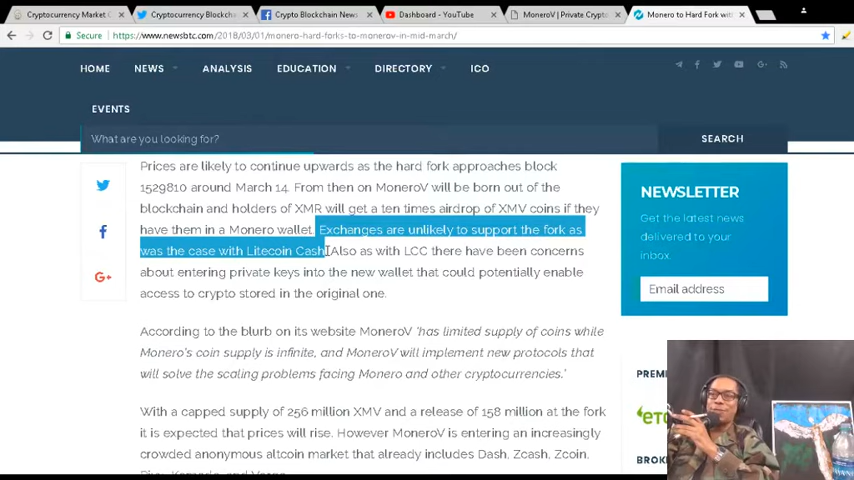 Cryptocurrency Market C
Cryptocurrency Blockcha
Crypto Blockchain News
Dashboard - YouTube
MoneroV | Private Crypto
Monero to Hard Fork with
Secure
https://www.newsbtc.com/2018/03/01/monero-hard-forks-to-monerov-in-mid-march/
HOME NEWS ANALYSIS EDUCATION DIRECTORY ICO
EVENTS
What are you looking for?
SEARCH
Prices are likely to continue upwards as the hard fork approaches block
1529810 around March 14. From then on MoneroV will be born out of the
blockchain and holders of XMR will get a ten times airdrop of XMV coins if they
have them in a Monero wallet. Exchanges are unlikely to support the fork as
was the case with Litecoin Cash Also as with LCC there have been concerns
about entering private keys into the new wallet that could potentially enable
access to crypto stored in the original one.
According to the blurb on its website MoneroV ‘has limited supply of coins while
Monero’s coin supply is infinite, and MoneroV will implement new protocols that
will solve the scaling problems facing Monero and other cryptocurrencies.’
With a capped supply of 256 million XMV and a release of 158 million at the fork
it is expected that prices will rise. However MoneroV is entering an increasingly
crowded anonymous altcoin market that already includes Dash, Zcash, Zcoin,
NEWSLETTER
Get the latest news
delivered to your
inbox.
Email address
PREM
eTO
BROK